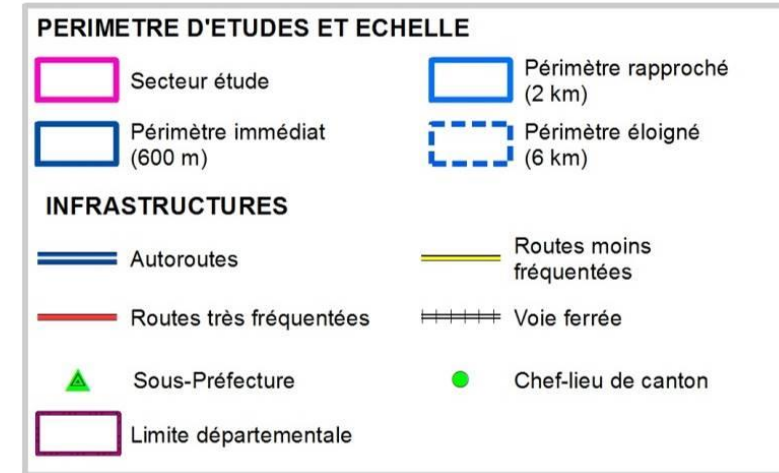 PERIMETRE D'ETUDES ET ECHELLE
Secteur étude
Périmètre rapproché
(2 km)
Périmètre immédiat
(600 m)
Périmètre éloigné
(6 km)
INFRASTRUCTURES
Autoroutes
Routes moins
fréquentées
Routes très fréquentées
Voie ferrée
Sous-Préfecture
Chef-lieu de canton
Limite départementale